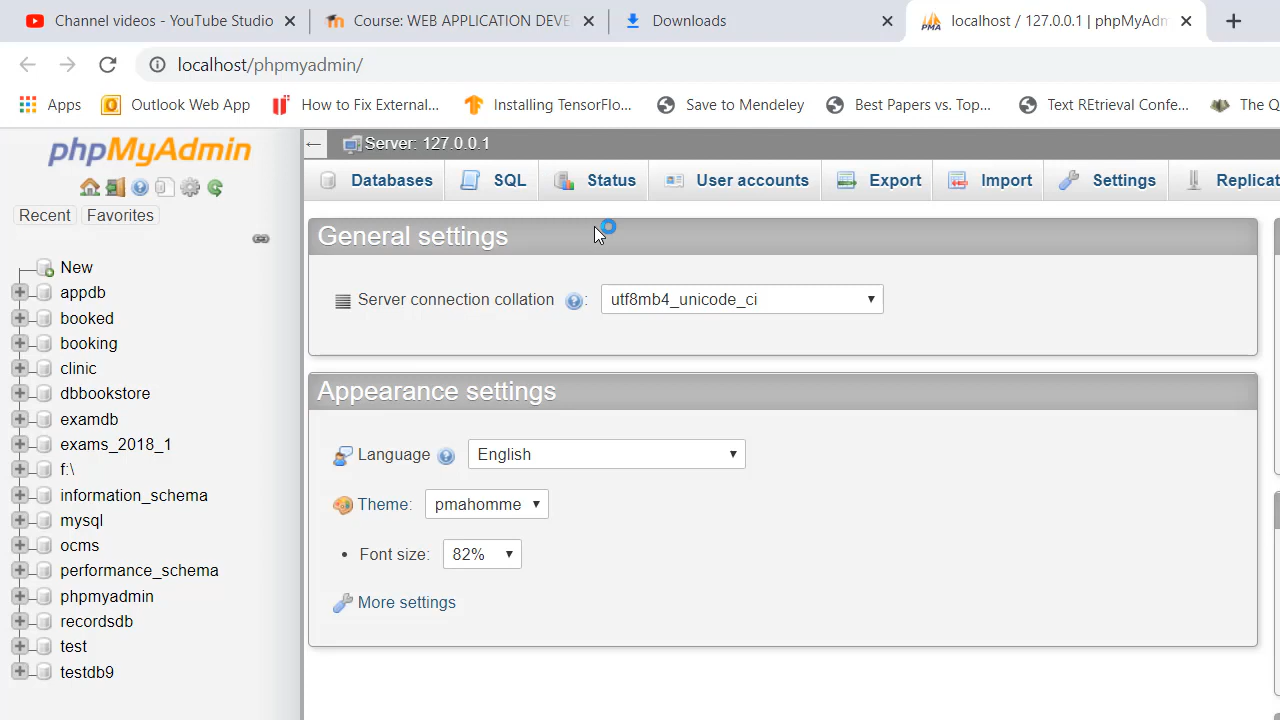 Channel videos - YouTube Studio
Course: WEB APPLICATION DEVE
Downloads
localhost / 127.0.0.1 | phpMyAdm
localhost/phpmyadmin/
Apps
Outlook Web App
How to Fix External...
Installing TensorFlo...
Save to Mendeley
Best Papers vs. Top...
Text REtrieval Confe...
The Q
phpMyAdmin
Server: 127.0.0.1
Databases
SQL
Status
User accounts
Export
Import
Settings
Replicat
Recent
Favorites
New
appdb
booked
booking
clinic
dbbookstore
examdb
exams_2018_1
f:\
information_schema
mysql
ocms
performance_schema
phpmyadmin
recordsdb
test
testdb9
General settings
Server connection collation :
utf8mb4_unicode_ci
Appearance settings
Language
English
Theme:
pmahomme
• Font size:
82%
More settings